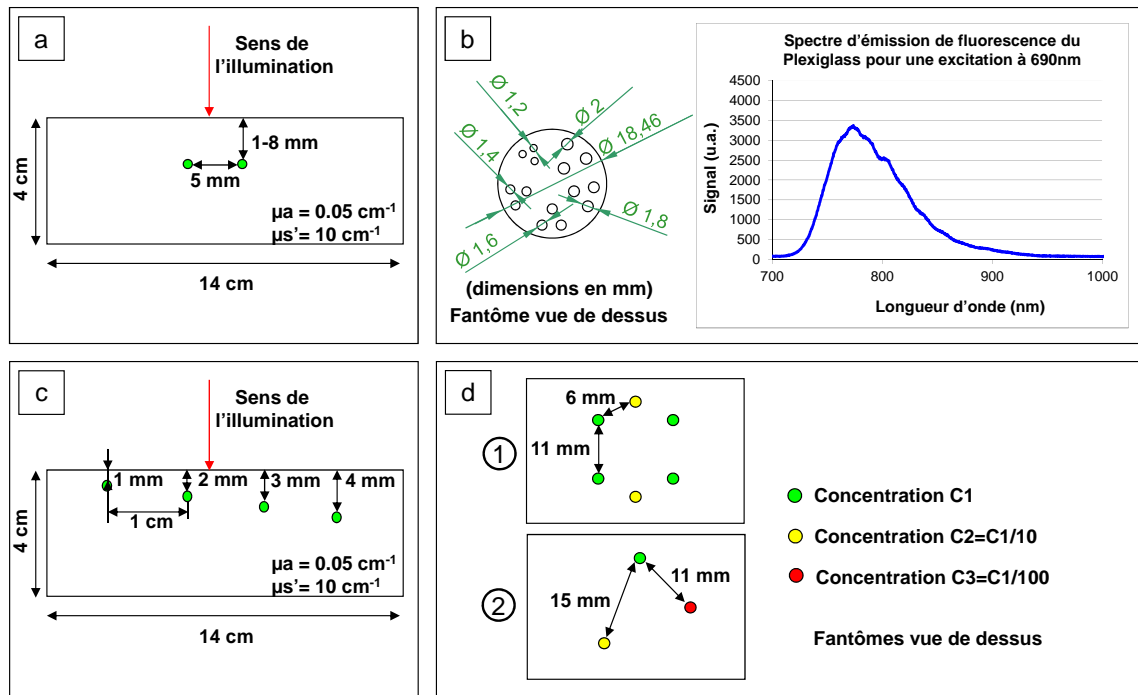 a
Sens de
l'illumination
1-8 mm
5 mm
4 cm
µa = 0.05 cm⁻¹
µs' = 10 cm⁻¹
14 cm
b
Ø 1,2
Ø 2
Ø 18,46
Ø 1,4
Ø 1,8
Ø 1,6
(dimensions en mm)
Fantôme vue de dessus
Spectre d'émission de fluorescence du
Plexiglass pour une excitation à 690nm
Signal (u.a.)
4500
4000
3500
3000
2500
2000
1500
1000
500
0
700 800 900 1000
Longueur d'onde (nm)
c
Sens de
l'illumination
1 mm 2 mm 3 mm 4 mm
1 cm
4 cm
µa = 0.05 cm⁻¹
µs' = 10 cm⁻¹
14 cm
d
1
6 mm
11 mm
2
15 mm
11 mm
Concentration C1
Concentration C2=C1/10
Concentration C3=C1/100
Fantômes vue de dessus